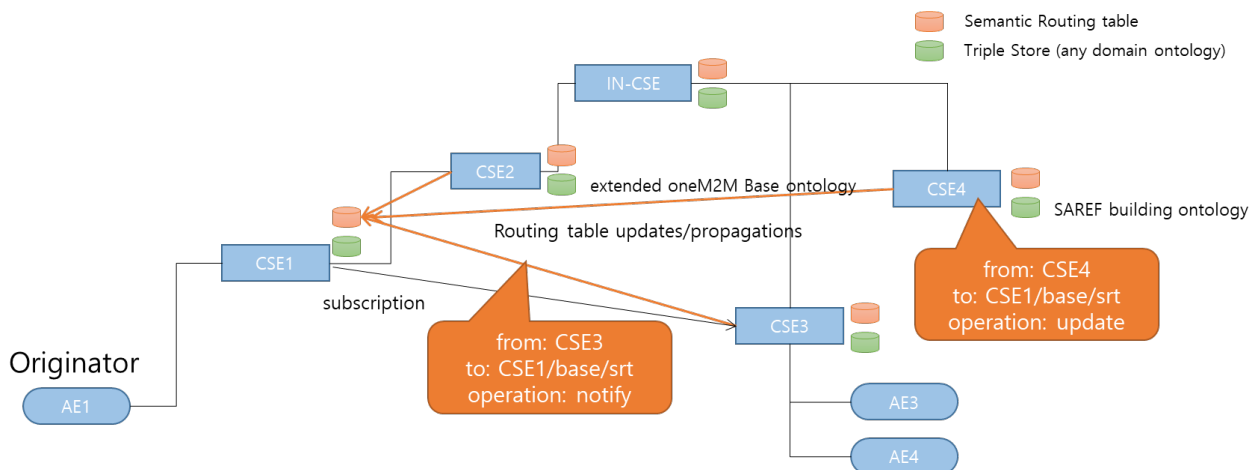 Semantic Routing table
Triple Store (any domain ontology)
IN-CSE
CSE2
extended oneM2M Base ontology
CSE4
SAREF building ontology
Routing table updates/propagations
CSE1
subscription
from: CSE4
to: CSE1/base/srt
operation: update
CSE3
from: CSE3
to: CSE1/base/srt
operation: notify
Originator
AE1
AE3
AE4